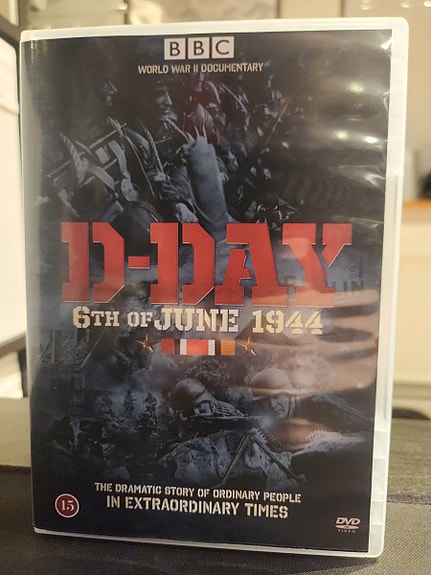 BBC
WORLD WAR II DOCUMENTARY
D-DAY
6TH OF JUNE 1944
THE DRAMATIC STORY OF ORDINARY PEOPLE
IN EXTRAORDINARY TIMES
15
DVD
VIDEO